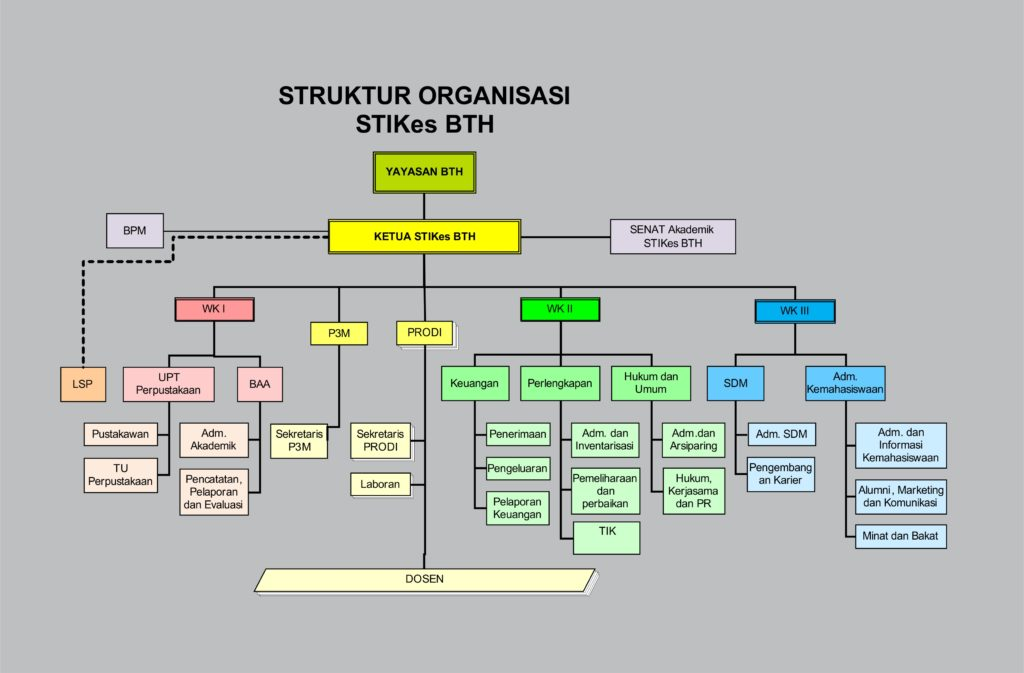 STRUKTUR ORGANISASI
STIKes BTH
YAYASAN BTH
BPM
KETUA STIKes BTH
SENAT Akademik
STIKes BTH
WK I
P3M
PRODI
WK II
WK III
LSP
UPT
Perpustakaan
BAA
Keuangan
Perlengkapan
Hukum dan
Umum
SDM
Adm.
Kemahasiswaan
Pustakawan
TU
Perpustakaan
Adm.
Akademik
Pencatatan,
Pelaporan
dan Evaluasi
Sekretaris
P3M
Sekretaris
PRODI
Laboran
Penerimaan
Pengeluaran
Pelaporan
Keuangan
Adm. dan
Inventarisasi
Pemeliharaan
dan
perbaikan
TIK
Adm.dan
Arsiparing
Hukum,
Kerjasama
dan PR
Adm. SDM
Pengembang
an Karier
Adm. dan
Informasi
Kemahasiswaan
Alumni, Marketing
dan Komunikasi
Minat dan Bakat
DOSEN